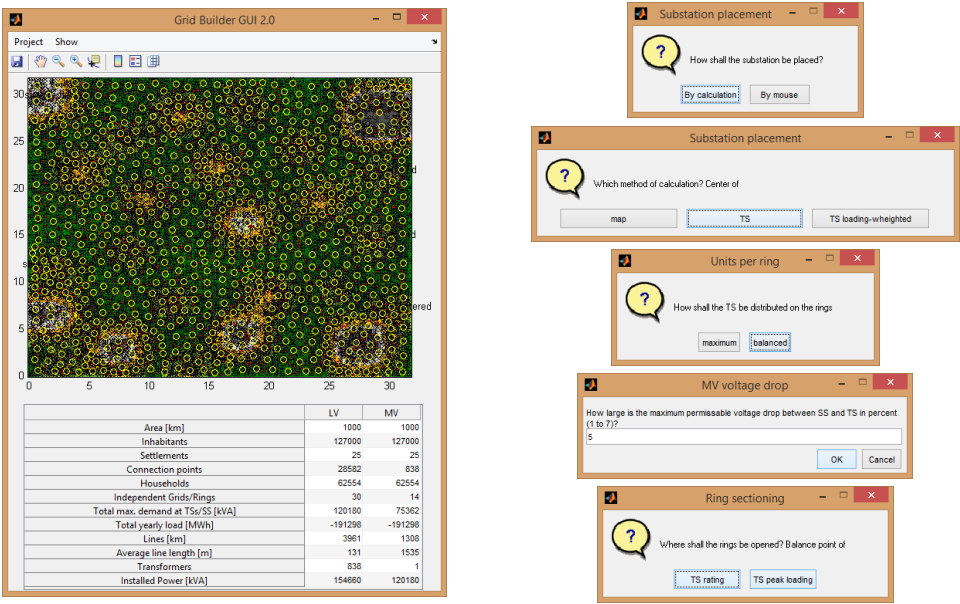 Grid Builder GUI 2.0
Project Show
30
25
20
15
10
ered
5
0
0 5 10 15 20 25 30
LV MV
Area [km] 1000 1000
Inhabitants 127000 127000
Settlements 25 25
Connection points 28582 838
Households 62554 62554
Independent Grids/Rings 30 14
Total max. demand at TSs/SS [kVA] 120180 75362
Total yearly load [MWh] -191298 -191298
Lines [km] 3961 1308
Average line length [m] 131 1535
Transformers 838 1
Installed Power [kVA] 154660 120180
Substation placement
How shall the substation be placed?
By calculation By mouse
Substation placement
Which method of calculation? Center of
map TS TS loading-wheighted
Units per ring
How shall the TS be distributed on the rings
maximum balanced
MV voltage drop
How large is the maximum permissable voltage drop between SS and TS in percent
(1 to 7)?
5
OK Cancel
Ring sectioning
Where shall the rings be opened? Balance point of
TS rating TS peak loading